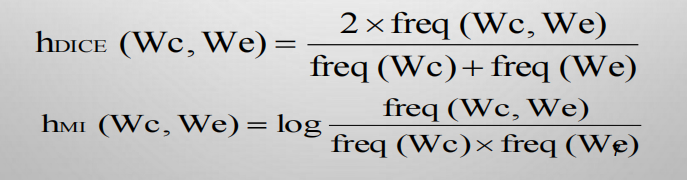 hDICE (Wc, We) = 2 × freq (Wc, We) / freq (Wc) + freq (We)
hMI (Wc, We) = log freq (Wc, We) / freq (Wc) × freq (We)